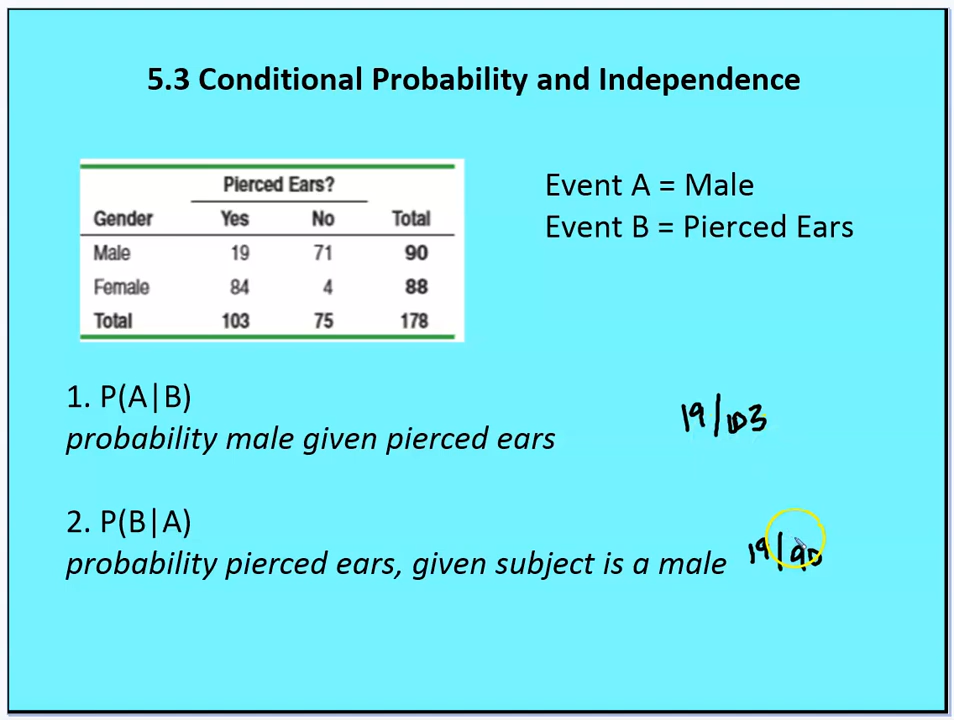 5.3 Conditional Probability and Independence
Pierced Ears?
Gender Yes No Total
Male 19 71 90
Female 84 4 88
Total 103 75 178
Event A = Male
Event B = Pierced Ears
1. P(A|B)
probability male given pierced ears
19/103
2. P(B|A)
probability pierced ears, given subject is a male 19/90